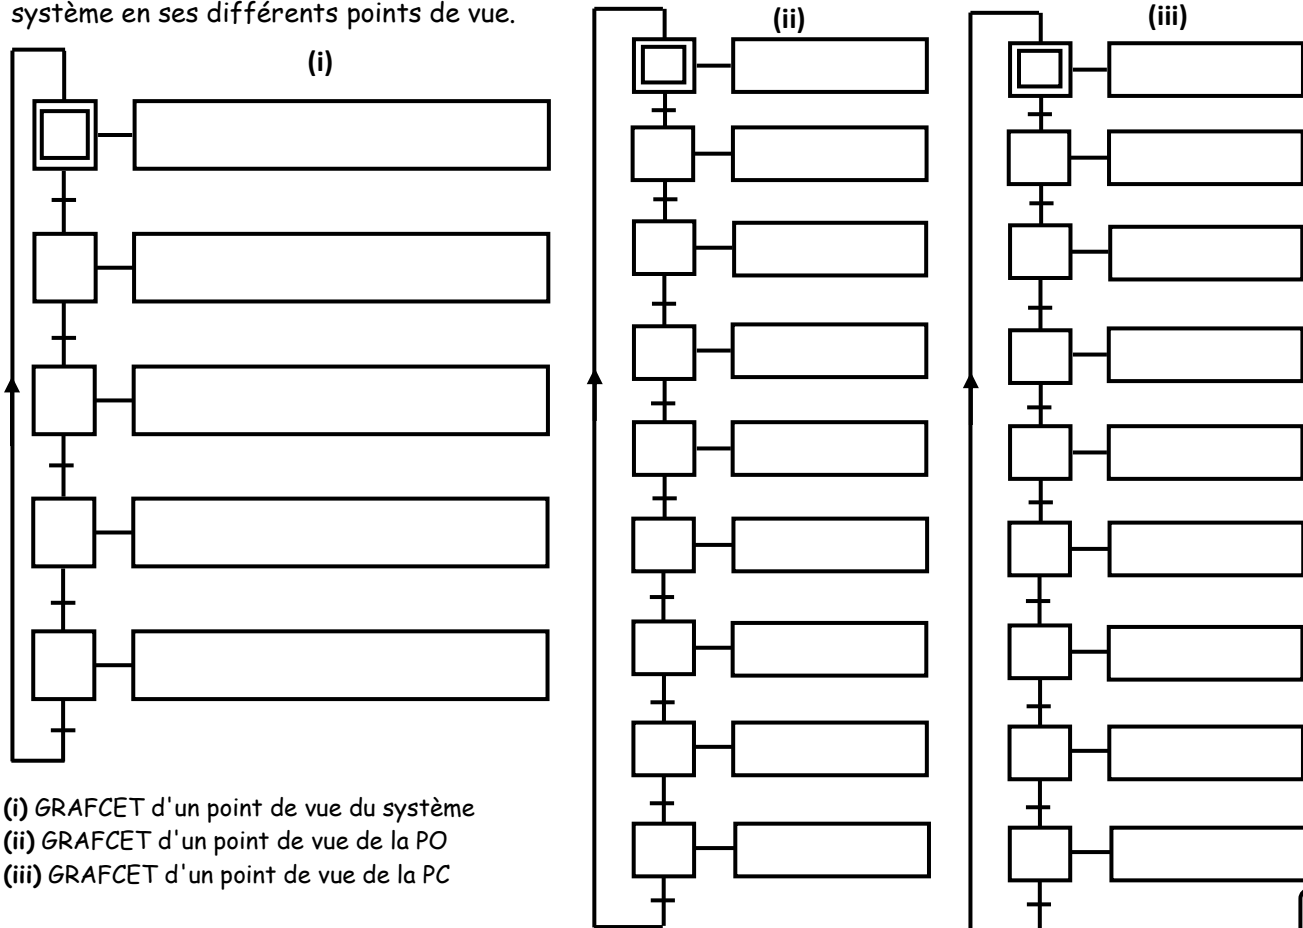 système en ses différents points de vue.
(i)
(ii)
(iii)
(i) GRAFCET d'un point de vue du système
(ii) GRAFCET d'un point de vue de la PO
(iii) GRAFCET d'un point de vue de la PC